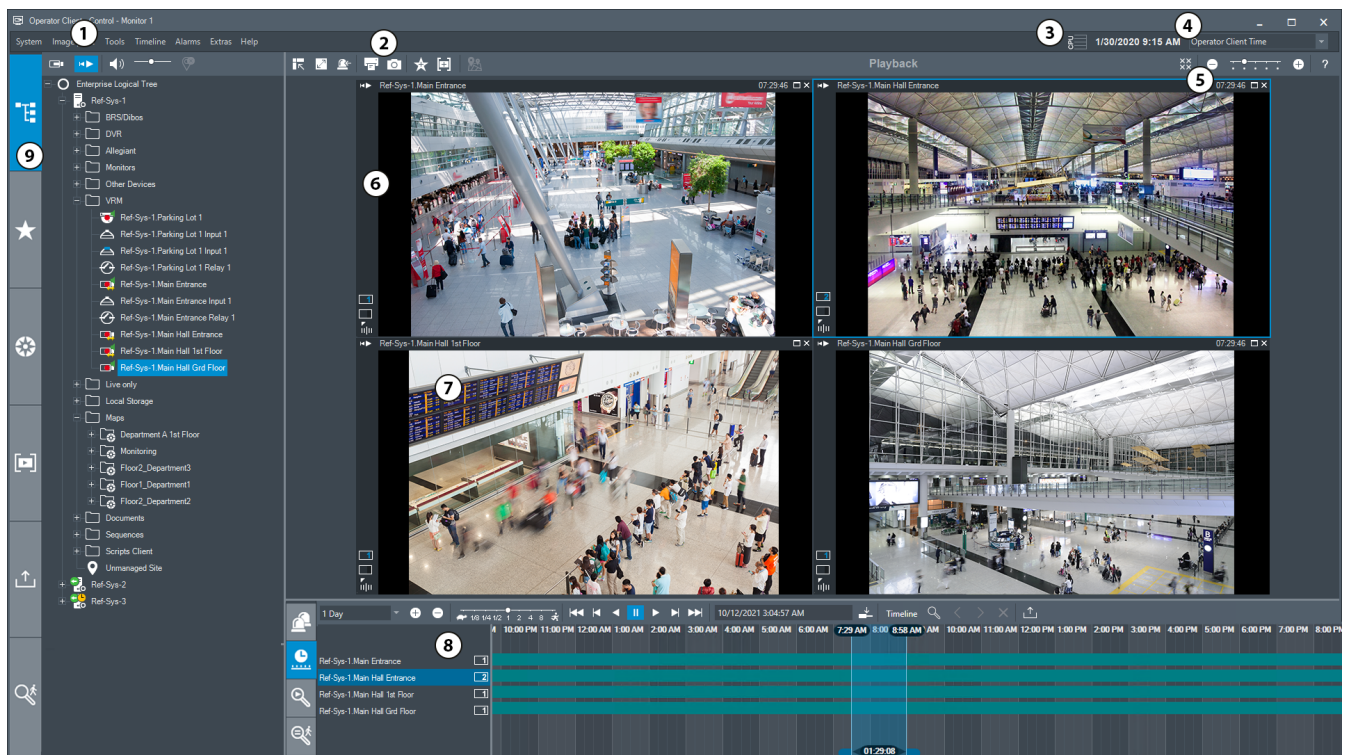 Operator Client - Control - Monitor 1
1
System Image Tools Timeline Alarms Extras Help
2
3
CPU
1/30/2020 9:15 AM
4
Operator Client Time
Playback
5
?
9
Enterprise Logical Tree
Ref-Sys-1
BRS/Dibos
DVR
Allegiant
Monitors
Other Devices
VRM
Ref-Sys-1.Parking Lot 1
Ref-Sys-1.Parking Lot 1 Input 1
Ref-Sys-1.Parking Lot 1 Input 1
Ref-Sys-1.Parking Lot 1 Relay 1
Ref-Sys-1.Main Entrance
Ref-Sys-1.Main Entrance Input 1
Ref-Sys-1.Main Entrance Relay 1
Ref-Sys-1.Main Hall Entrance
Ref-Sys-1.Main Hall 1st Floor
Ref-Sys-1.Main Hall Grd Floor
Live only
Local Storage
Maps
Department A 1st Floor
Monitoring
Floor2_Department3
Floor1_Department1
Floor2_Department2
Documents
Sequences
Scripts Client
Unmanaged Site
Ref-Sys-2
Ref-Sys-3
Ref-Sys-1.Main Entrance 07:29:46
Ref-Sys-1.Main Hall Entrance 07:29:46
6
1
2
Ref-Sys-1.Main Hall 1st Floor
Ref-Sys-1.Main Hall Grd Floor 07:29:46
7
B
1
1
1 Day
1/8 1/4 1/2 1 2 4 8
10/12/2021 3:04:57 AM
Timeline
8
10:00 PM 11:00 PM 12:00 AM 1:00 AM 2:00 AM 3:00 AM 4:00 AM 5:00 AM 6:00 AM 7:29 AM 8:00 8:58 AM AM 10:00 AM 11:00 AM 12:00 PM 1:00 PM 2:00 PM 3:00 PM 4:00 PM 5:00 PM 6:00 PM 7:00 PM 8:00 PM
Ref-Sys-1.Main Entrance 1
Ref-Sys-1.Main Hall Entrance 2
Ref-Sys-1.Main Hall 1st Floor 1
Ref-Sys-1.Main Hall Grd Floor 1
01:29:08